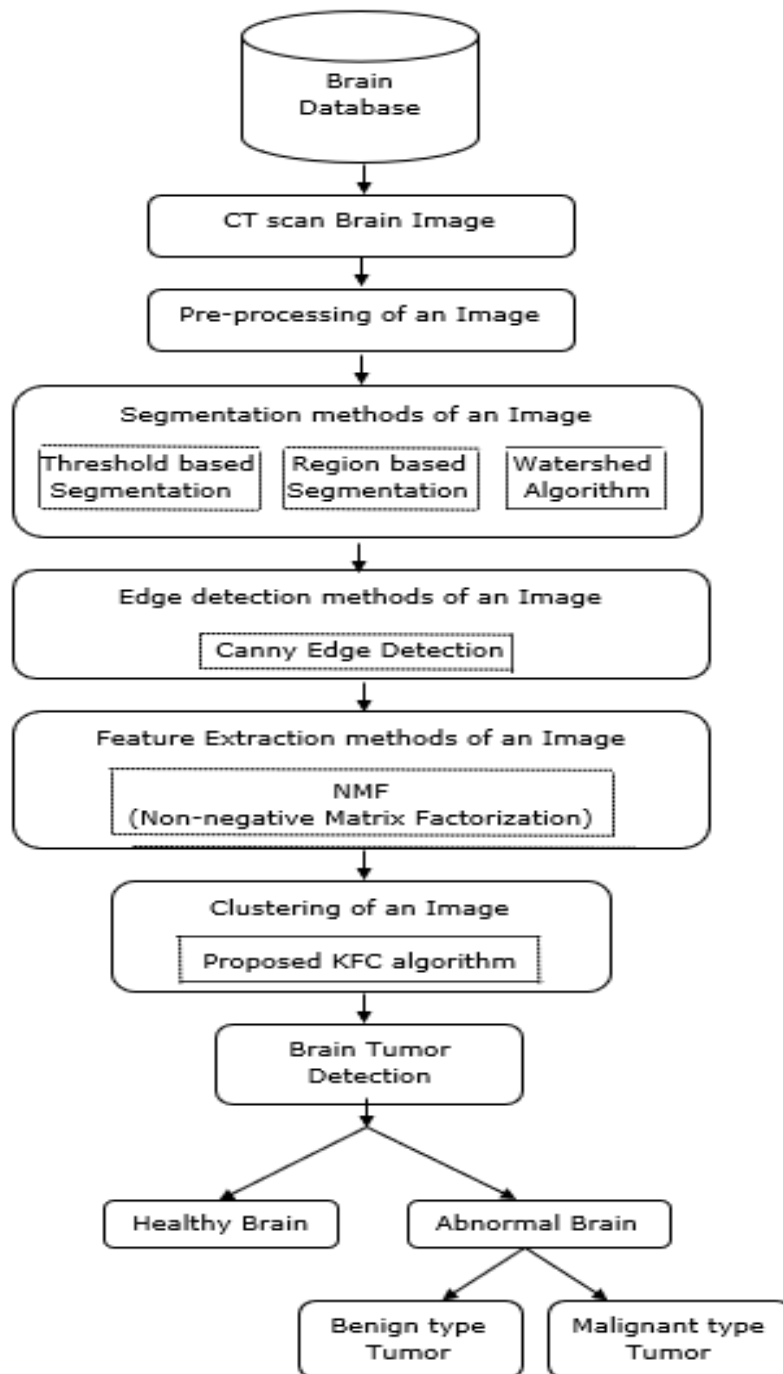 Brain
Database
CT scan Brain Image
Pre-processing of an Image
Segmentation methods of an Image
Threshold based
Segmentation
Region based
Segmentation
Watershed
Algorithm
Edge detection methods of an Image
Canny Edge Detection
Feature Extraction methods of an Image
NMF
(Non-negative Matrix Factorization)
Clustering of an Image
Proposed KFC algorithm
Brain Tumor
Detection
Healthy Brain
Abnormal Brain
Benign type
Tumor
Malignant type
Tumor